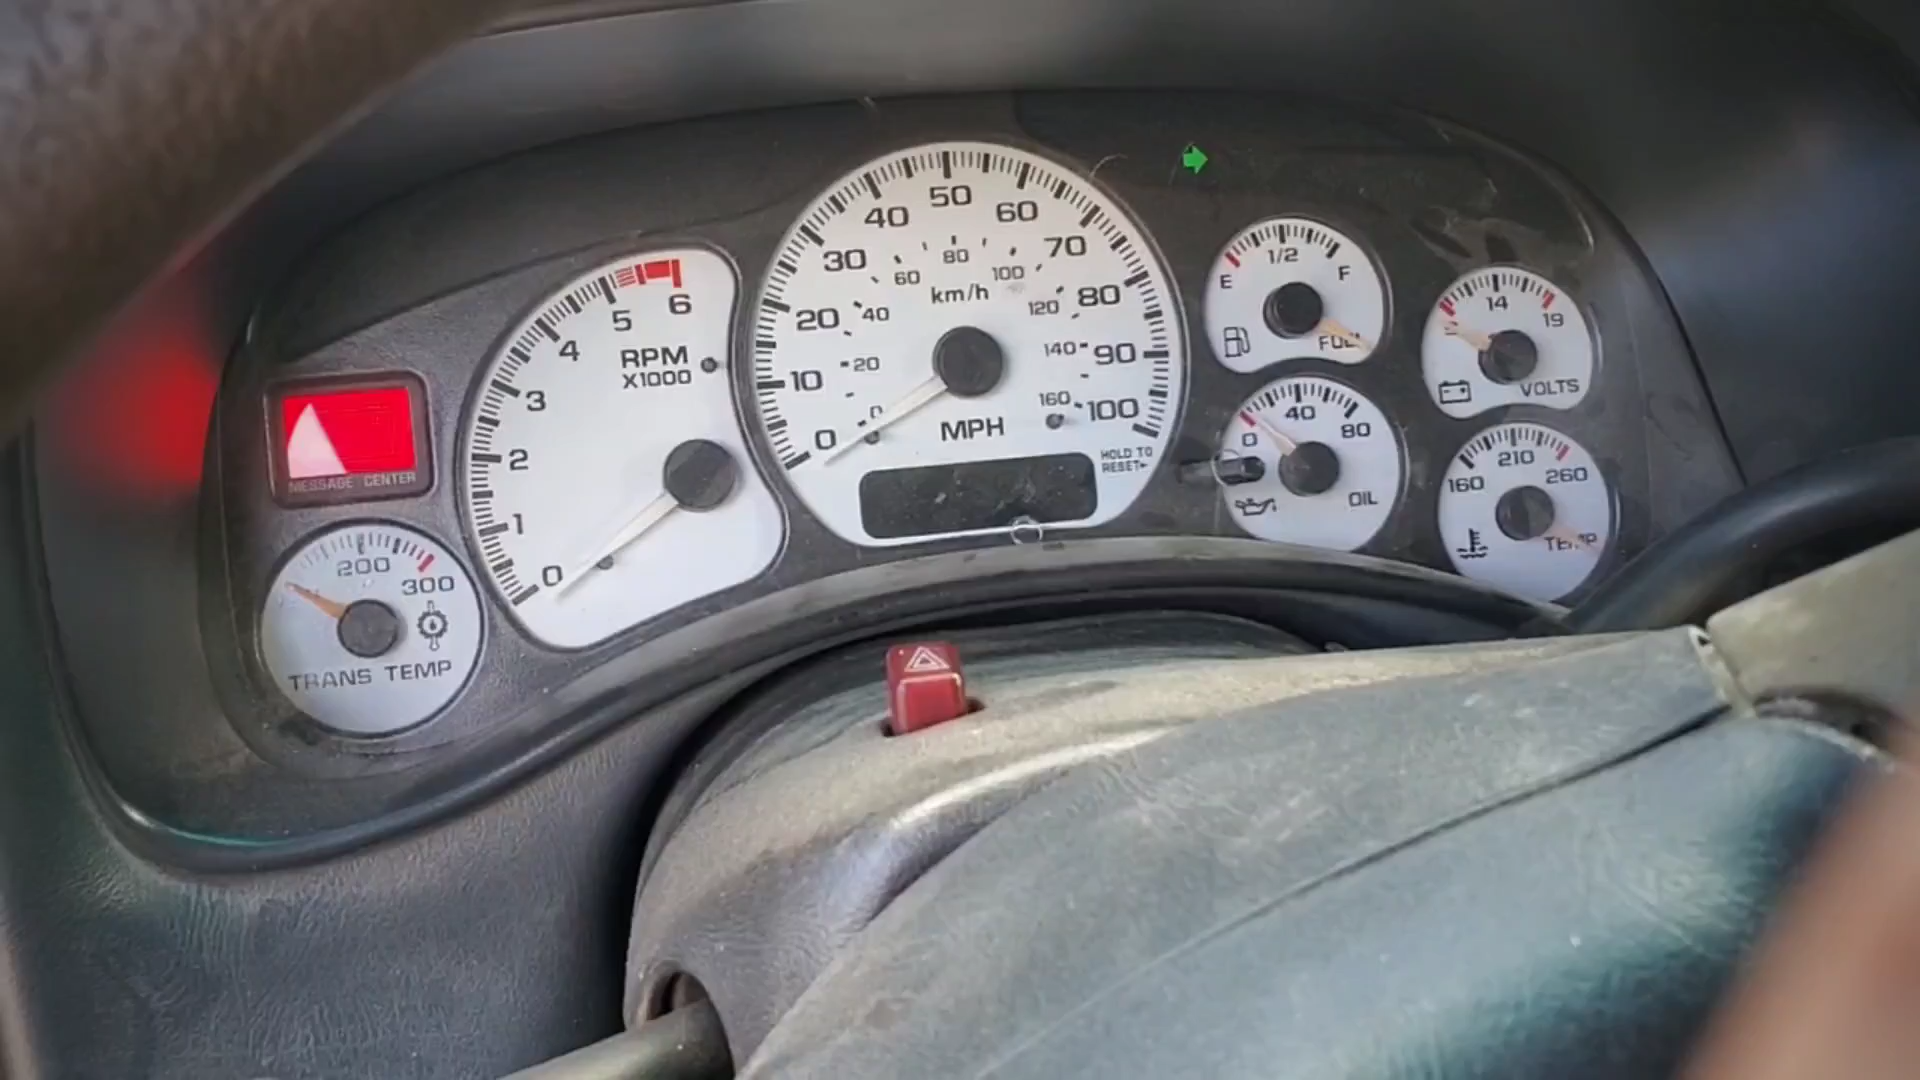 MESSAGE CENTER
200
300
TRANS TEMP
0
1
2
3
4
5
6
RPM
X1000
0
10
20
30
40
50
60
70
80
90
100
0
20
40
60
80
100
120
140
160
km/h
MPH
HOLD TO
RESET
E
1/2
F
0
40
80
OIL
14
19
VOLTS
160
210
260
TEMP